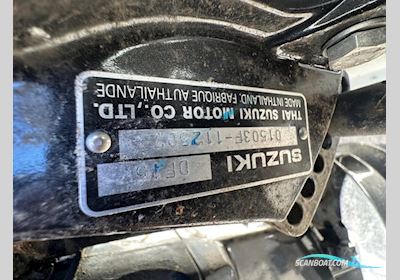 SUZUKI
THAI SUZUKI MOTOR CO., LTD.
MADE IN THAILAND. FABRIQUE AU THAILANDE
SCANBOAT.COM